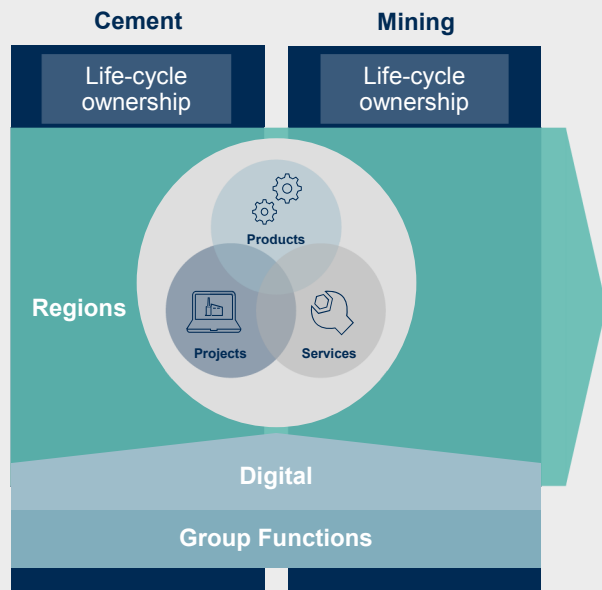 Cement
Mining
Life-cycle
ownership
Life-cycle
ownership
Products
Regions
Projects
Services
Digital
Group Functions